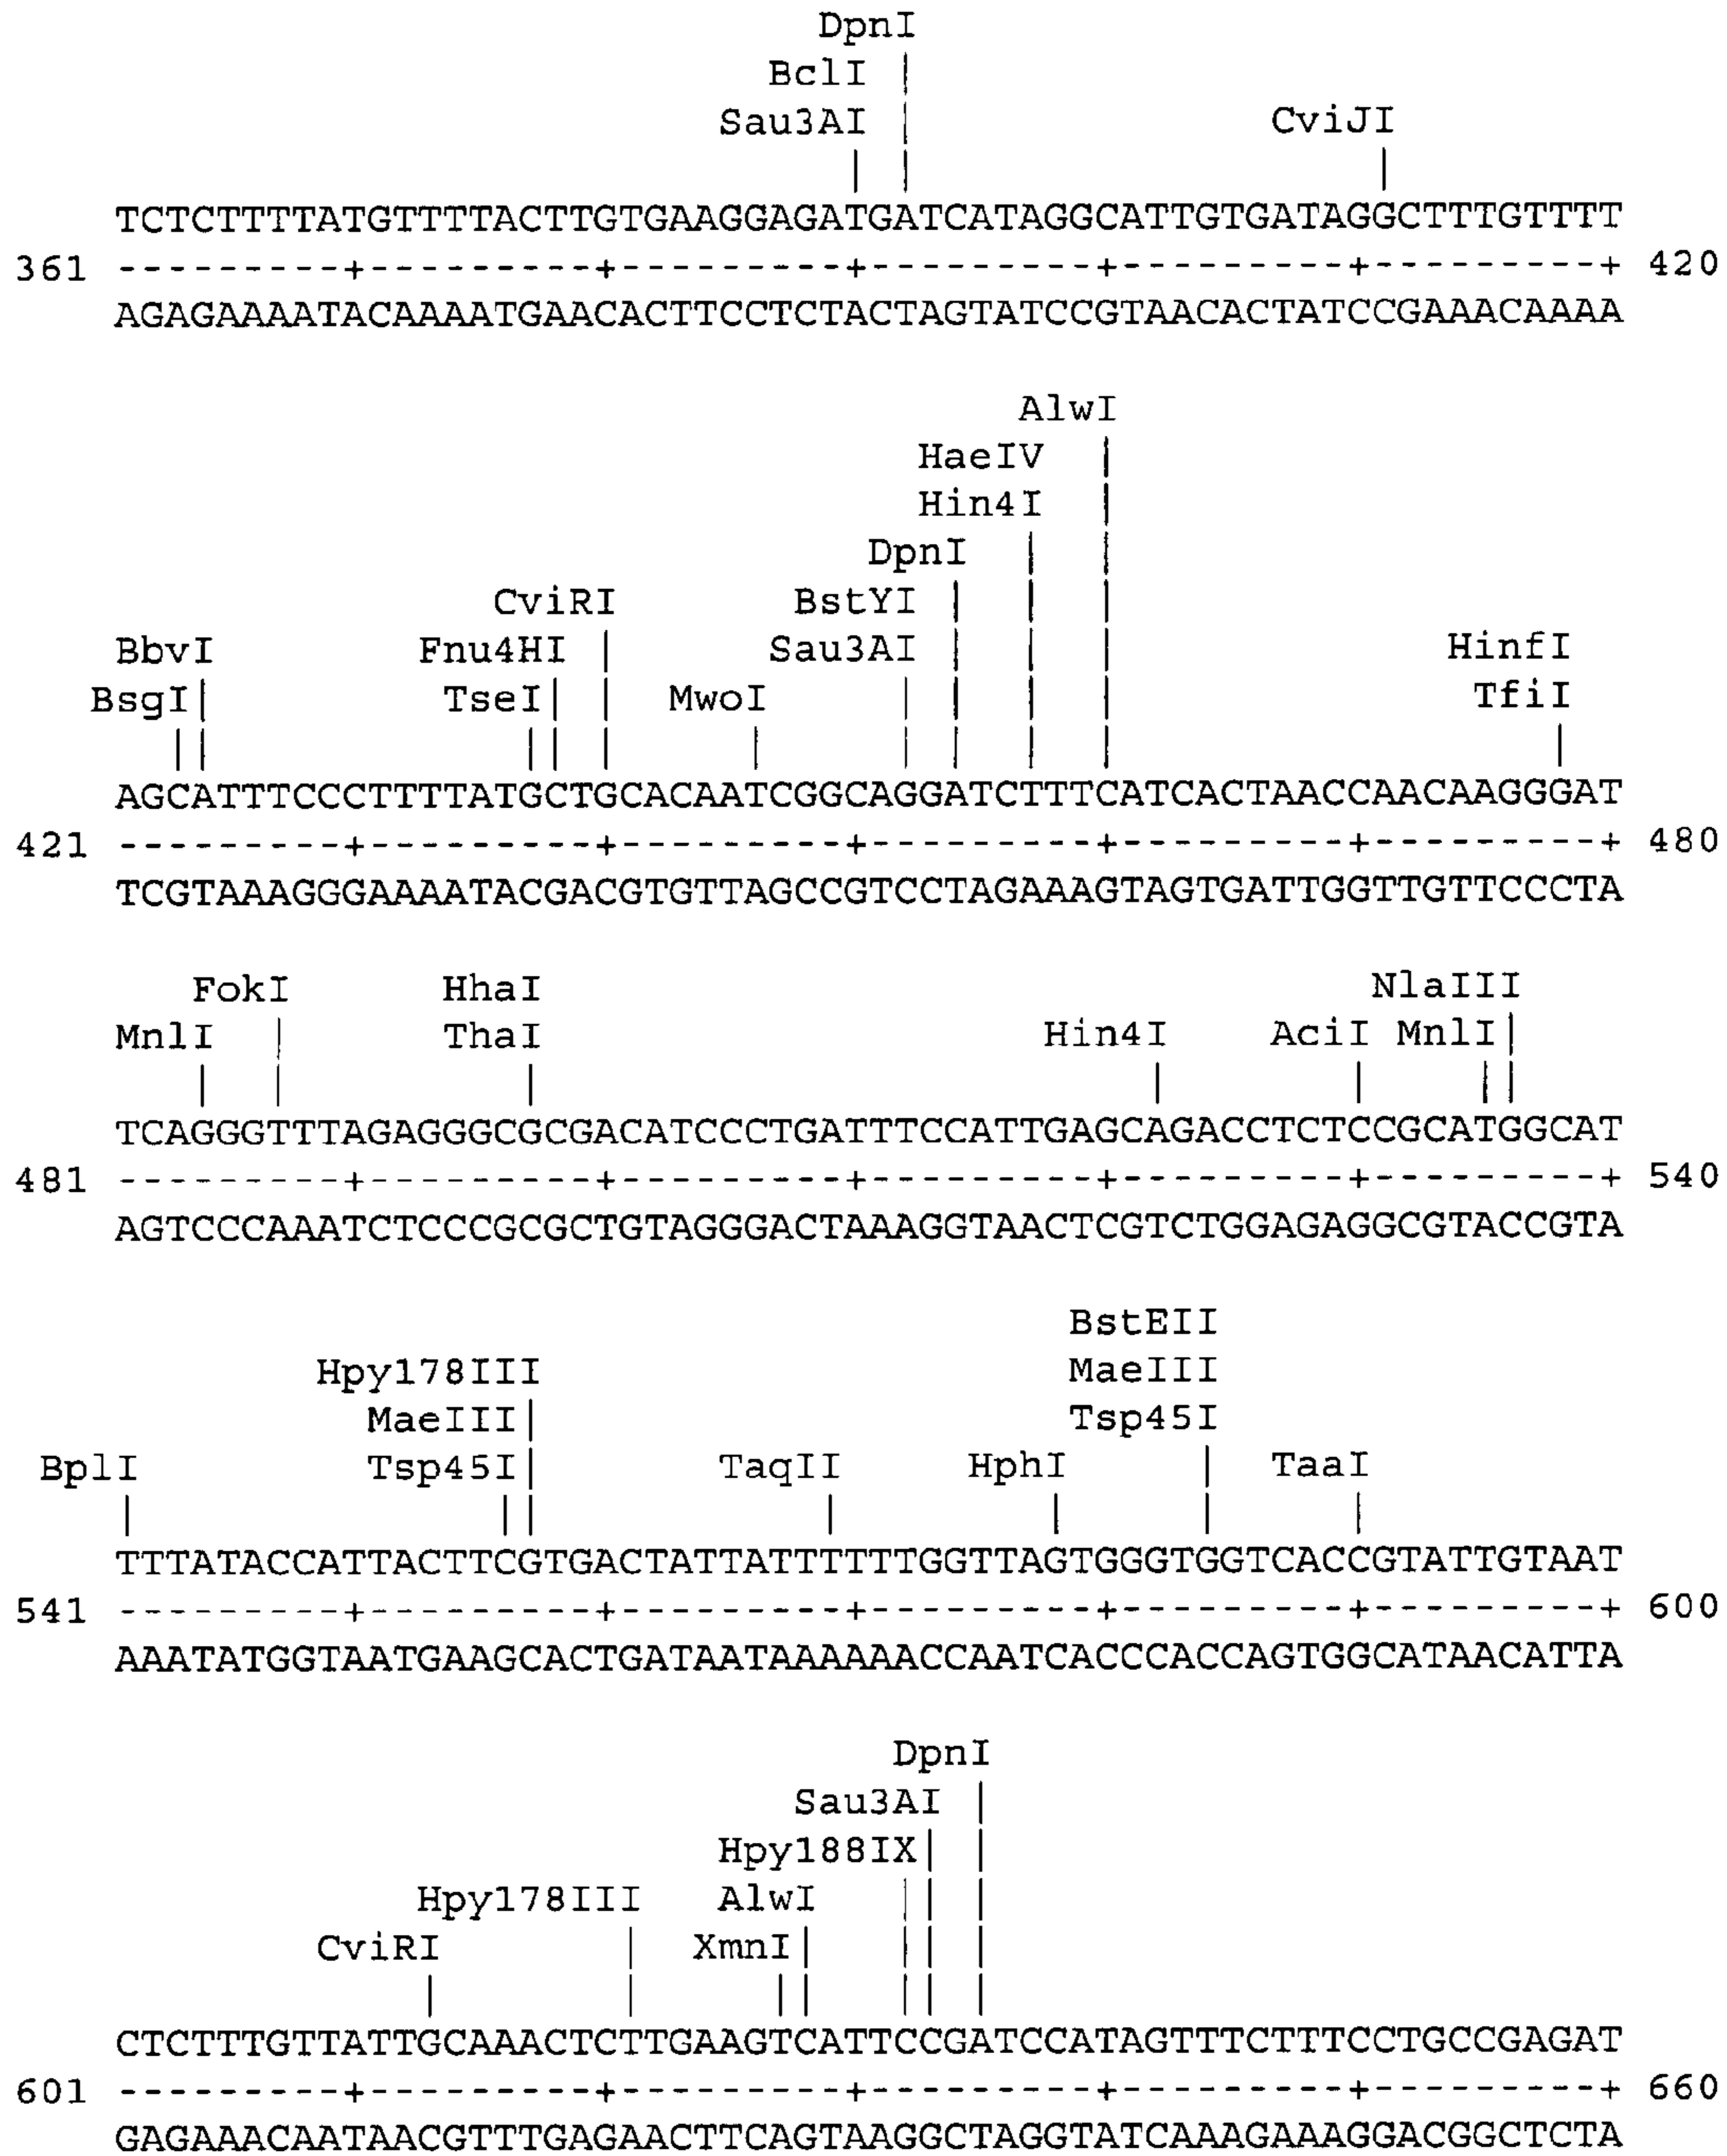 DpnI
BclI
Sau3AI CviJI
TCTCTTTTATGTTTTACTTGTGAAGGAGATGATCATAGGCATTGTGATAGGCTTTGTTTT
361 ---------+---------+---------+---------+---------+---------+ 420
AGAGAAAATACAAAATGAACACTTCCTCTACTAGTATCCGTAACACTATCCGAAACAAAA
AlwI
HaeIV
Hin4I
DpnI
CviRI BstYI
BbvI Fnu4HI Sau3AI HinfI
BsgI TseI MwoI TfiI
AGCATTTCCCTTTTATGCTGCACAATCGGCAGGATCTTTCATCACTAACCAACAAGGGAT
421 ---------+---------+---------+---------+---------+---------+ 480
TCGTAAAGGGAAAATACGACGTGTTAGCCGTCCTAGAAAGTAGTGATTGGTTGTTCCCTA
FokI HhaI NlaIII
MnlI ThaI Hin4I AciI MnlI
TCAGGGTTTAGAGGGCGCGACATCCCTGATTTCCATTGAGCAGACCTCTCCGCATGGCAT
481 ---------+---------+---------+---------+---------+---------+ 540
AGTCCCAAATCTCCCGCGCTGTAGGGACTAAAGGTAACTCGTCTGGAGAGGCGTACCGTA
BstEII
Hpy178III MaeIII
MaeIII Tsp45I
BplI Tsp45I TaqII HphI TaaI
TTTATACCATTACTTCGTGACTATTATTTTTTGGTTAGTGGGTGGTCACCGTATTGTAAT
541 ---------+---------+---------+---------+---------+---------+ 600
AAATATGGTAATGAAGCACTGATAATAAAAAACCAATCACCCACCAGTGGCATAACATTA
DpnI
Sau3AI
Hpy188IX
Hpy178III AlwI
CviRI XmnI
CTCTTTGTTATTGCAAACTCTTGAAGTCATTCCGATCCATAGTTTCTTTCCTGCCGAGAT
601 ---------+---------+---------+---------+---------+---------+ 660
GAGAAACAATAACGTTTGAGAACTTCAGTAAGGCTAGGTATCAAAGAAAGGACGGCTCTA